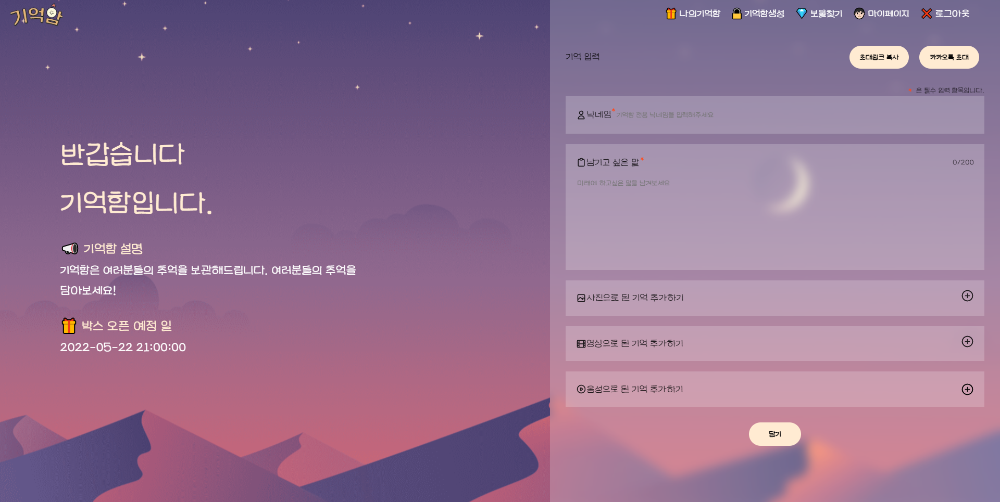 기억함
나의기억함 기억함생성 보물찾기 마이페이지 로그아웃
반갑습니다
기억함입니다.
기억함 설명
기억함은 여러분들의 추억을 보관해드립니다. 여러분들의 추억을
담아보세요!
박스 오픈 예정 일
2022-05-22 21:00:00
기억 입력
초대링크 복사 카카오톡 초대
* 은 필수 입력 항목입니다.
닉네임* 기억함 전용 닉네임을 입력해주세요
남기고 싶은 말* 0/200
미래에 하고싶은 말을 남겨보세요
사진으로 된 기억 추가하기
영상으로 된 기억 추가하기
음성으로 된 기억 추가하기
담기